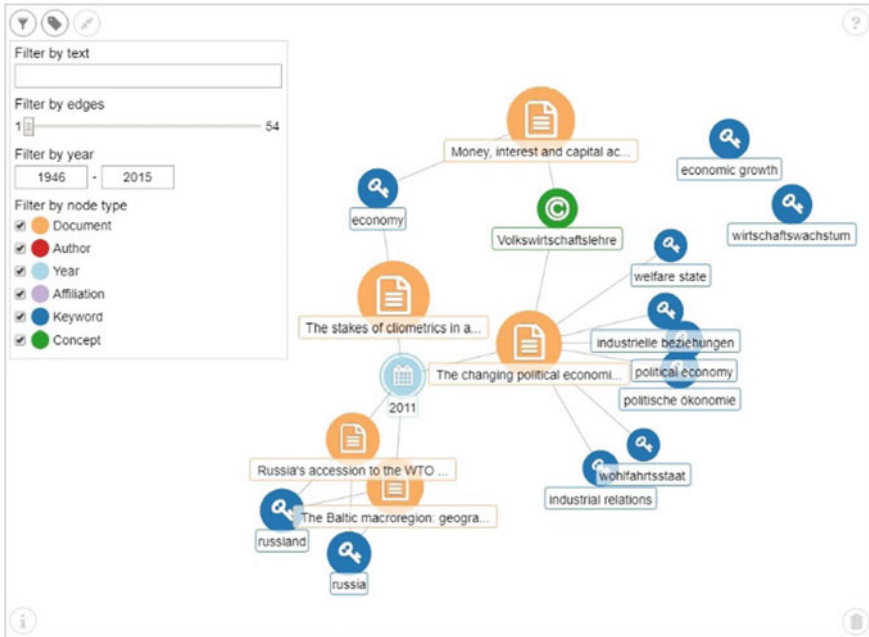 Filter by text
Filter by edges
1 54
Filter by year
1946 - 2015
Filter by node type
Document
Author
Year
Affiliation
Keyword
Concept
Money, interest and capital ac...
economic growth
economy
wirtschaftswachstum
Volkswirtschaftslehre
welfare state
The stakes of cliometrics in a...
industrielle beziehungen
The changing political economi...
political economy
politische ökonomie
2011
Russia's accession to the WTO ...
wohlfahrtsstaat
industrial relations
The Baltic macroregion: geogra...
russland
russia